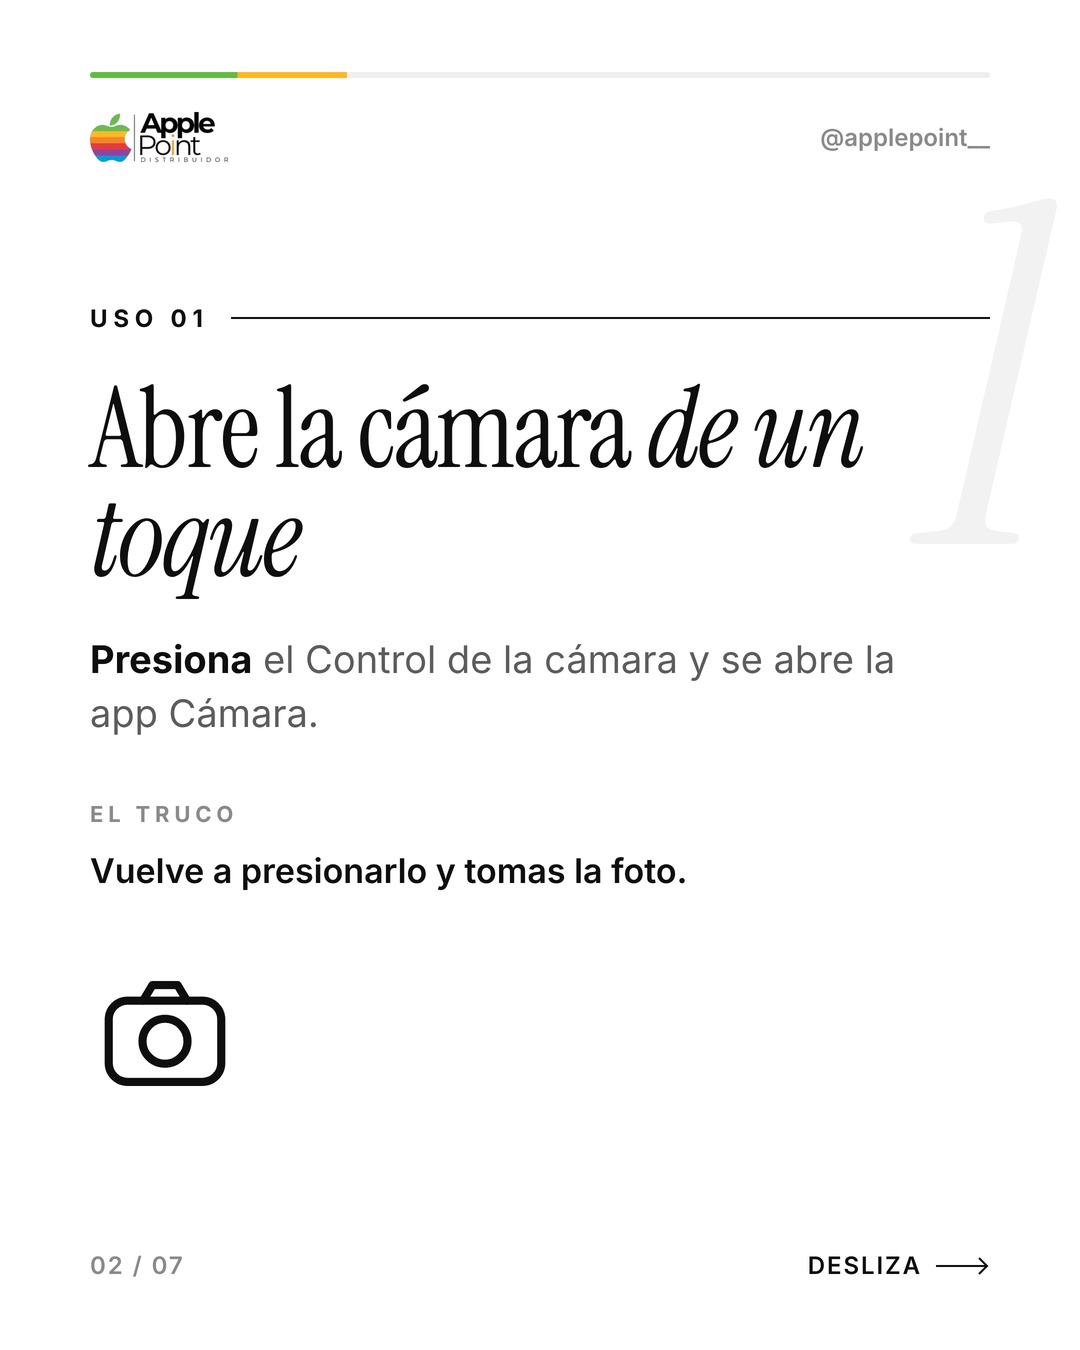 Apple
Point
DISTRIBUIDOR
@applepoint__
1
USO 01
Abre la cámara de un
toque
Presiona el Control de la cámara y se abre la
app Cámara.
EL TRUCO
Vuelve a presionarlo y tomas la foto.
02 / 07
DESLIZA